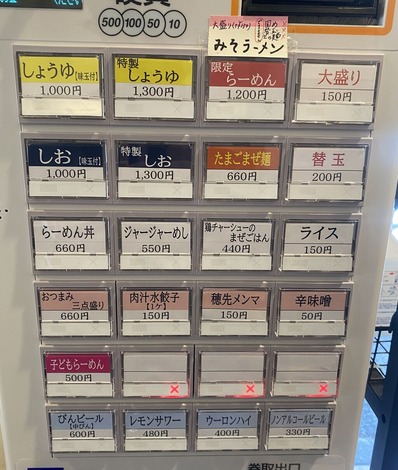 ください
500 100 50 10
大盛り
みそラーメン
しょうゆ【味玉付】
1,000円
特製
しょうゆ
1,300円
限定
らーめん
1,200円
大盛り
150円
しお【味玉付】
1,000円
特製
しお
1,300円
たまごまぜ麺
660円
替玉
200円
らーめん丼
660円
ジャージャーめし
550円
鶏チャーシューの
まぜごはん
440円
ライス
150円
おつまみ
三点盛り
660円
肉汁水餃子
【1ケ】
150円
穂先メンマ
150円
辛味噌
50円
子どもらーめん
500円
びんビール
【中びん】
600円
レモンサワー
480円
ウーロンハイ
400円
ノンアルコールビール
330円
券取出口